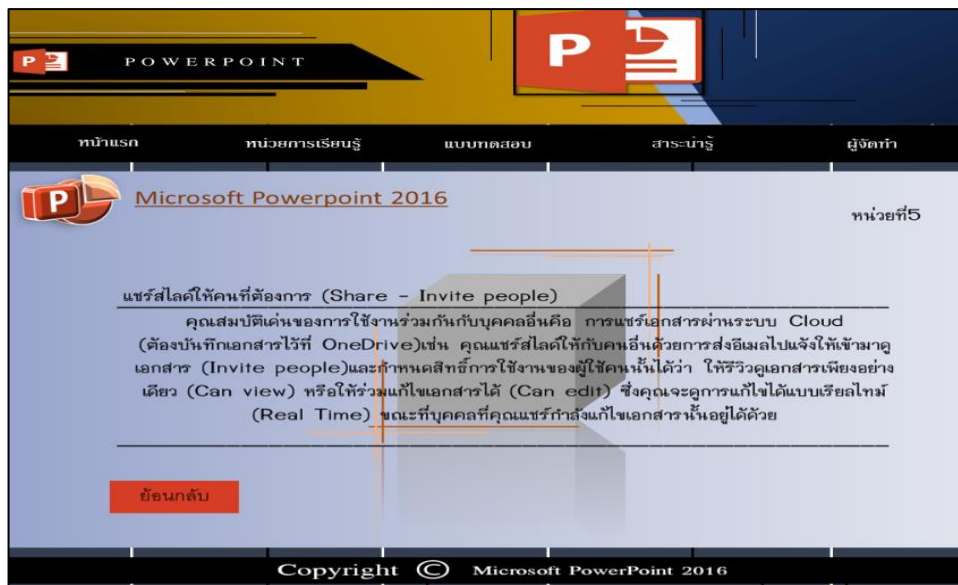 P POWERPOINT
P
หน้าแรก หน่วยการเรียนรู้ แบบทดสอบ สาระน่ารู้ ผู้จัดทำ
P Microsoft Powerpoint 2016
หน่วยที่5
แชร์สไลด์ให้คนที่ต้องการ (Share – Invite people)
คุณสมบัติเด่นของการใช้งานร่วมกันกับบุคคลอื่นคือ การแชร์เอกสารผ่านระบบ Cloud
(ต้องบันทึกเอกสารไว้ที่ OneDrive)เช่น คุณแชร์สไลด์ให้กับคนอื่นด้วยการส่งอีเมลไปแจ้งให้เข้ามาดู
เอกสาร (Invite people)และกำหนดสิทธิ์การใช้งานของผู้ใช้คนนั้นได้ว่า ให้รีวิวดูเอกสารเพียงอย่าง
เดียว (Can view) หรือให้ร่วมแก้ไขเอกสารได้ (Can edit) ซึ่งคุณจะดูการแก้ไขได้แบบเรียลไทม์
(Real Time) ขณะที่บุคคลที่คุณแชร์กำลังแก้ไขเอกสารนั้นอยู่ได้ด้วย
ย้อนกลับ
Copyright © Microsoft PowerPoint 2016